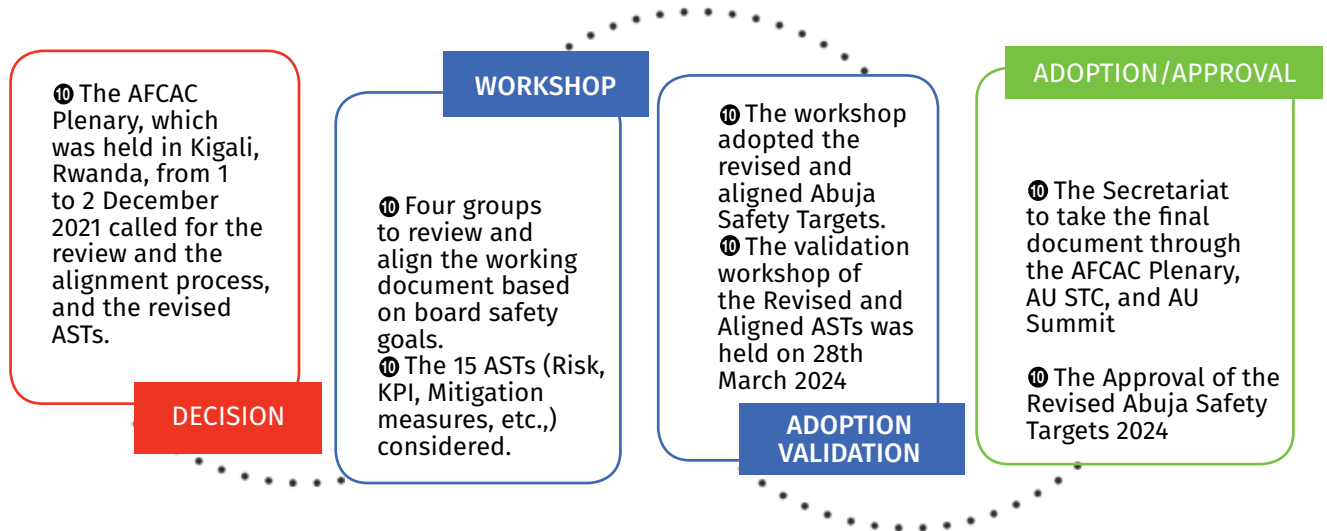 ❿ The AFCAC
Plenary, which
was held in Kigali,
Rwanda, from 1
to 2 December
2021 called for the
review and the
alignment process,
and the revised
ASTs.
DECISION
WORKSHOP
❿ Four groups
to review and
align the working
document based
on board safety
goals.
❿ The 15 ASTs (Risk,
KPI, Mitigation
measures, etc.,)
considered.
❿ The workshop
adopted the
revised and
aligned Abuja
Safety Targets.
❿ The validation
workshop of
the Revised and
Aligned ASTs was
held on 28th
March 2024
ADOPTION
VALIDATION
ADOPTION/APPROVAL
❿ The Secretariat
to take the final
document through
the AFCAC Plenary,
AU STC, and AU
Summit
❿ The Approval of the
Revised Abuja Safety
Targets 2024